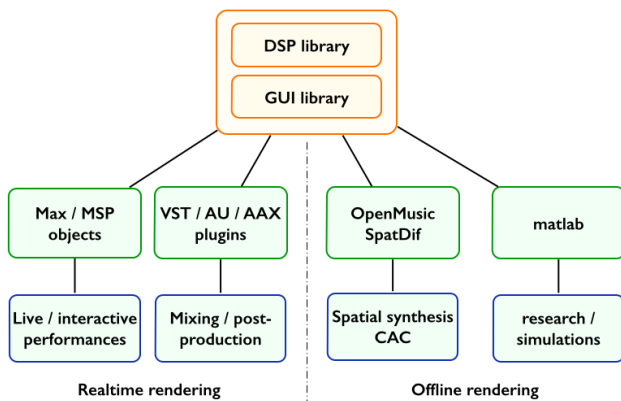 DSP library
GUI library
Max / MSP
objects
VST / AU / AAX
plugins
OpenMusic
SpatDif
matlab
Live / interactive
performances
Mixing / post-
production
Spatial synthesis
CAC
research /
simulations
Realtime rendering
Offline rendering